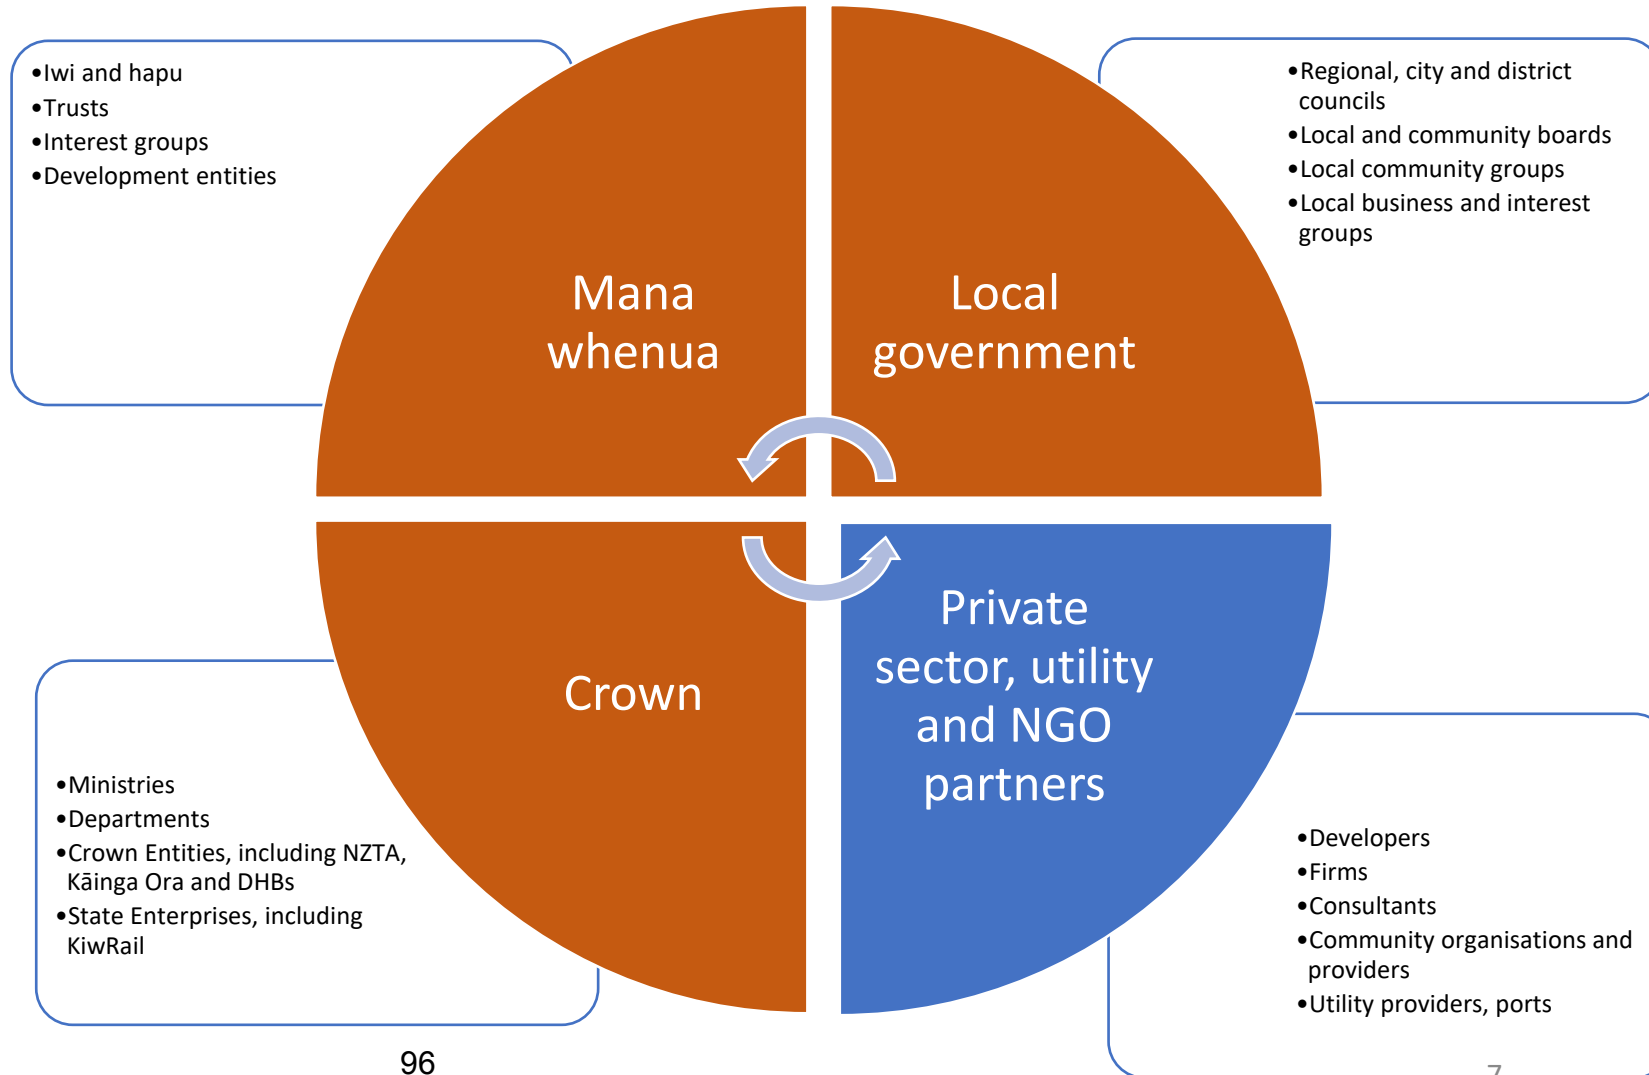 •Iwi and hapu
•Trusts
•Interest groups
•Development entities
•Regional, city and district
councils
•Local and community boards
•Local community groups
•Local business and interest
groups
Mana
whenua
Local
government
Crown
Private
sector, utility
and NGO
partners
•Ministries
•Departments
•Crown Entities, including NZTA,
Kāinga Ora and DHBs
•State Enterprises, including
KiwRail
•Developers
•Firms
•Consultants
•Community organisations and
providers
•Utility providers, ports
96
7